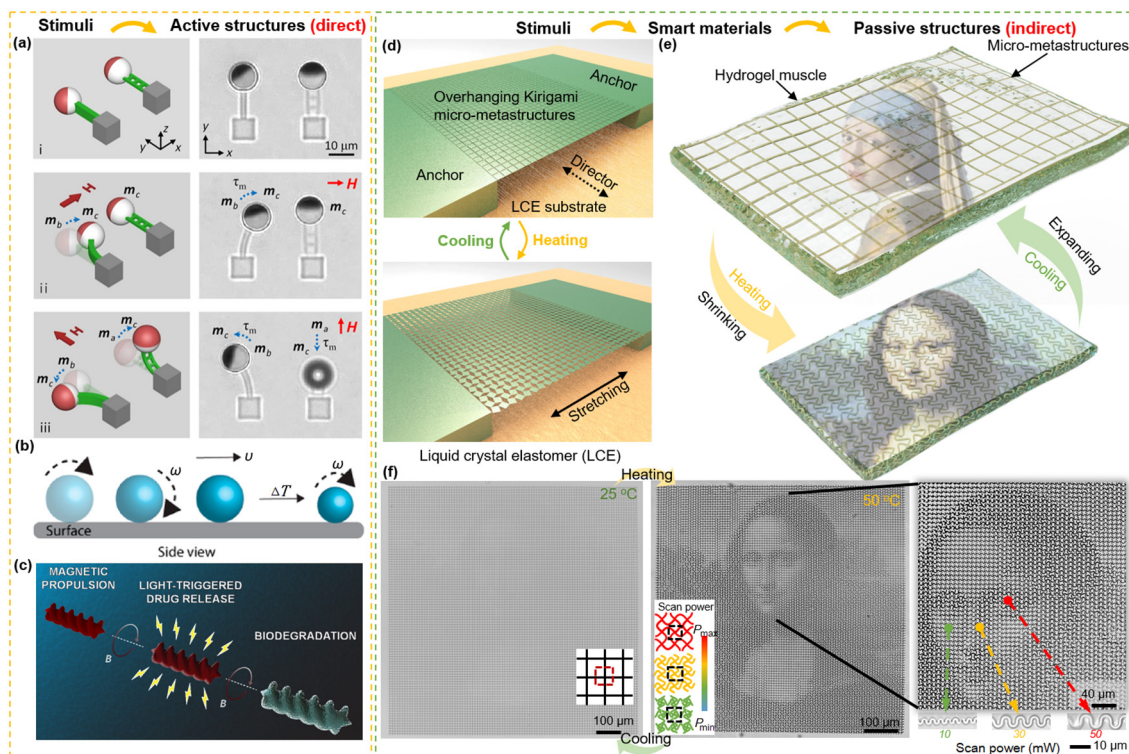 Stimuli
Active structures (direct)
Stimuli
Smart materials
Passive structures (indirect)
(a)
i
z
y
x
y
x
10 μm
H
m_b
m_c
ii
τ_m
m_c
m_b
H
m_c
H
m_a
m_c
m_b
m_c
iii
m_c
τ_m
m_b
m_a
m_c
τ_m
H
(b)
ω
υ
ΔT
ω
Surface
Side view
(c)
MAGNETIC
PROPULSION
LIGHT-TRIGGERED
DRUG RELEASE
BIODEGRADATION
B
B
(d)
Anchor
Overhanging Kirigami
micro-metastructures
Anchor
Director
LCE substrate
Cooling
Heating
Stretching
Liquid crystal elastomer (LCE)
(e)
Micro-metastructures
Hydrogel muscle
Heating
Shrinking
Expanding
Cooling
(f)
Heating
25 °C
100 μm
Cooling
50 °C
Scan power
P_max
P_min
100 μm
40 μm
10
30
50
Scan power (mW)
10 μm